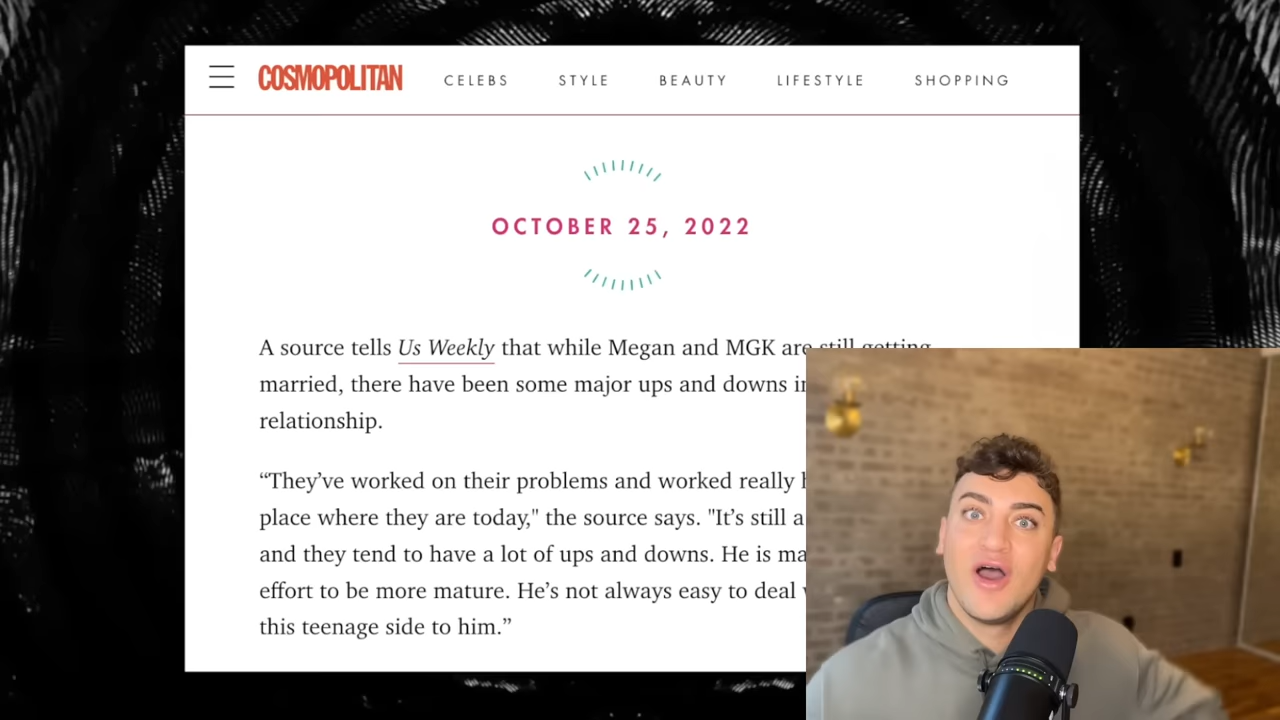 COSMOPOLITAN CELEBS STYLE BEAUTY LIFESTYLE SHOPPING
OCTOBER 25, 2022
A source tells Us Weekly that while Megan and MGK are still getting
married, there have been some major ups and downs in
relationship.
“They’ve worked on their problems and worked really
place where they are today," the source says. "It’s still a
and they tend to have a lot of ups and downs. He is
effort to be more mature. He’s not always easy to deal
this teenage side to him.”